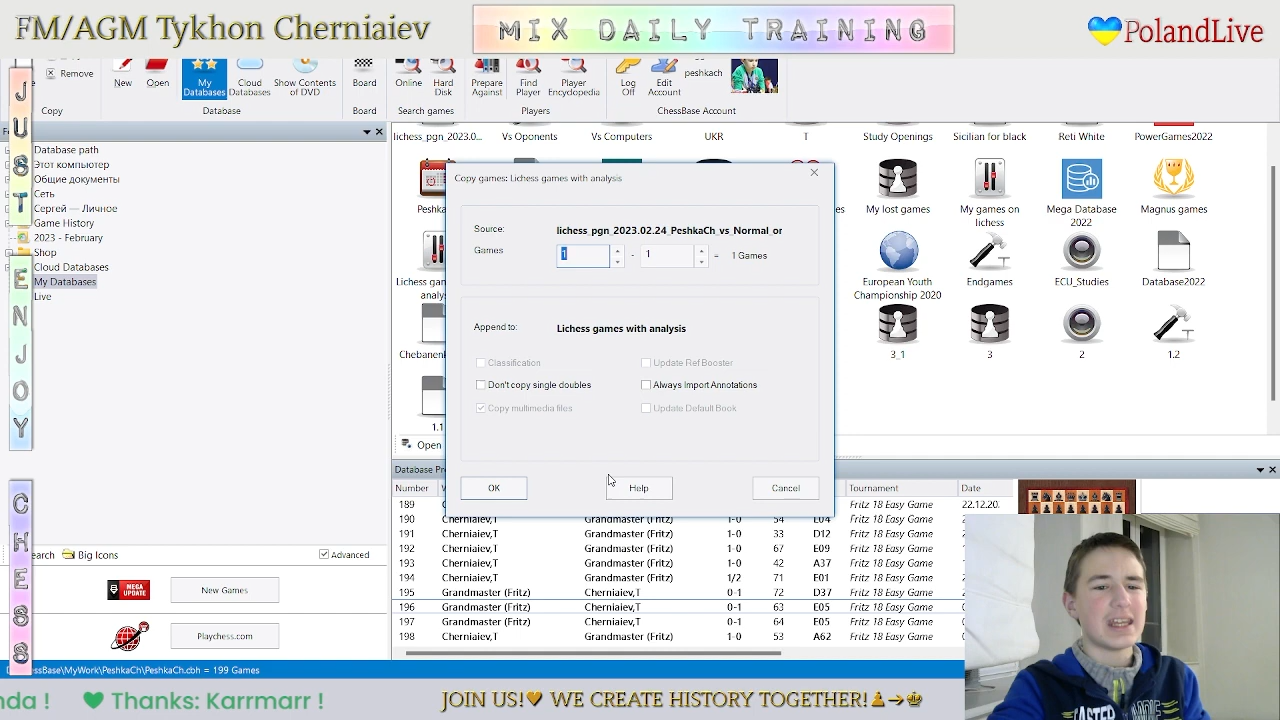 FM/AGM Tykhon Cherniaiev
MIX DAILY TRAINING
PolandLive
JUST
ENJOY
CHESS
Remove
Copy
New
Open
My Databases
Cloud Databases
Show Contents of DVD
Database
Board
Board
Online
Hard Disk
Search games
Prepare Against
Find Player
Player Encyclopedia
Players
Log Off
Edit Account
peshkach
ChessBase Account
Database path
Этот компьютер
Общие документы
Сеть
Сергей — Личное
Game History
2023 - February
Shop
Cloud Databases
My Databases
Live
lichess_pgn_2023.0...
Vs Oponents
Vs Computers
UKR
T
Study Openings
Sicilian for black
Reti White
PowerGames2022
My lost games
My games on lichess
Mega Database 2022
Magnus games
European Youth Championship 2020
Endgames
ECU_Studies
Database2022
3_1
3
2
1.2
1.1
Open
Copy games: Lichess games with analysis
Source:
lichess_pgn_2023.02.24_PeshkaCh_vs_Normal_or
Games
1 - 1 = 1 Games
Append to:
Lichess games with analysis
Classification
Update Ref Booster
Don't copy single doubles
Always Import Annotations
Copy multimedia files
Update Default Book
OK
Help
Cancel
Number
Tournament
Date
189 Fritz 18 Easy Game 22.12.20.
190 Cherniaiev,T Grandmaster (Fritz) 1-0 54 E04 Fritz 18 Easy Game
191 Cherniaiev,T Grandmaster (Fritz) 1-0 33 D12 Fritz 18 Easy Game
192 Cherniaiev,T Grandmaster (Fritz) 1-0 67 E09 Fritz 18 Easy Game
193 Cherniaiev,T Grandmaster (Fritz) 1-0 42 A37 Fritz 18 Easy Game
194 Cherniaiev,T Grandmaster (Fritz) 1/2 71 E01 Fritz 18 Easy Game
195 Grandmaster (Fritz) Cherniaiev,T 0-1 72 D37 Fritz 18 Easy Game
196 Grandmaster (Fritz) Cherniaiev,T 0-1 63 E05 Fritz 18 Easy Game
197 Grandmaster (Fritz) Cherniaiev,T 0-1 64 E05 Fritz 18 Easy Game
198 Cherniaiev,T Grandmaster (Fritz) 1-0 53 A62 Fritz 18 Easy Game
Big Icons
Advanced
MEGA UPDATE
New Games
Playchess.com
ssBase\MyWork\PeshkaCh\PeshkaCh.cbh = 199 Games
nda !
Thanks: Karrmarr !
JOIN US! WE CREATE HISTORY TOGETHER!